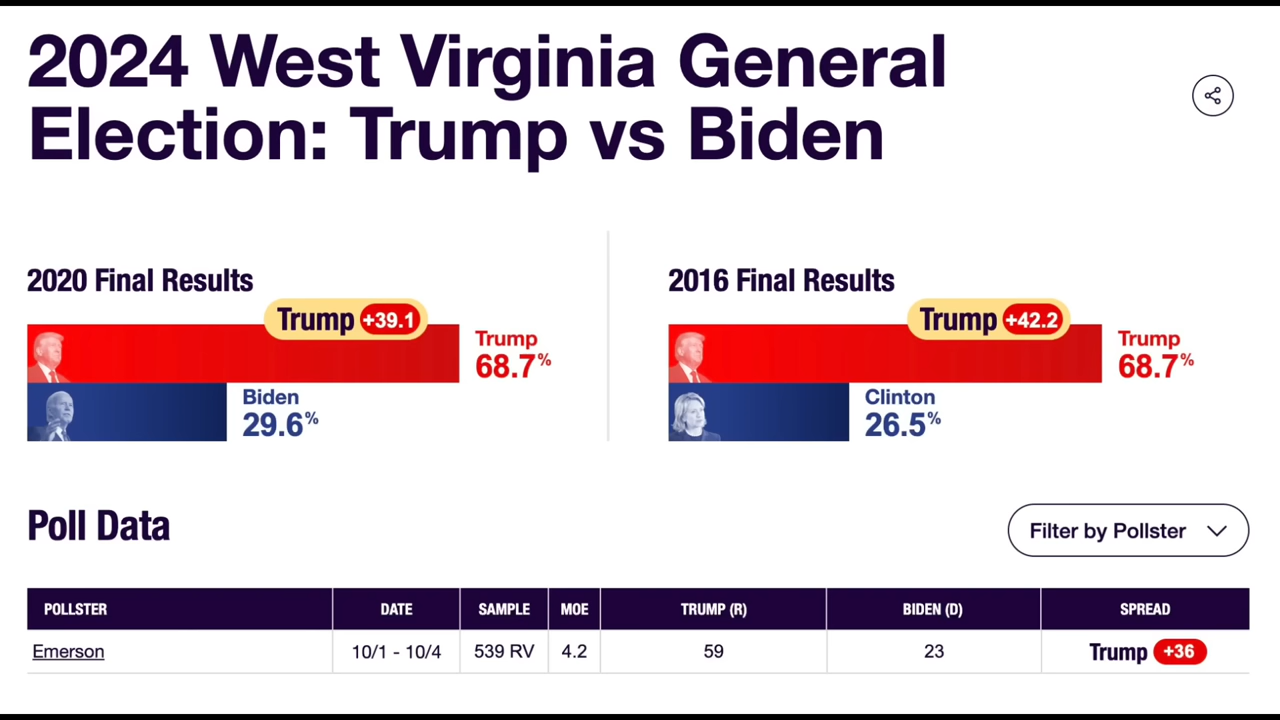 2024 West Virginia General
Election: Trump vs Biden
2020 Final Results
Trump +39.1
Trump
68.7%
Biden
29.6%
2016 Final Results
Trump +42.2
Trump
68.7%
Clinton
26.5%
Poll Data
Filter by Pollster
POLLSTER DATE SAMPLE MOE TRUMP (R) BIDEN (D) SPREAD
Emerson 10/1 - 10/4 539 RV 4.2 59 23 Trump +36